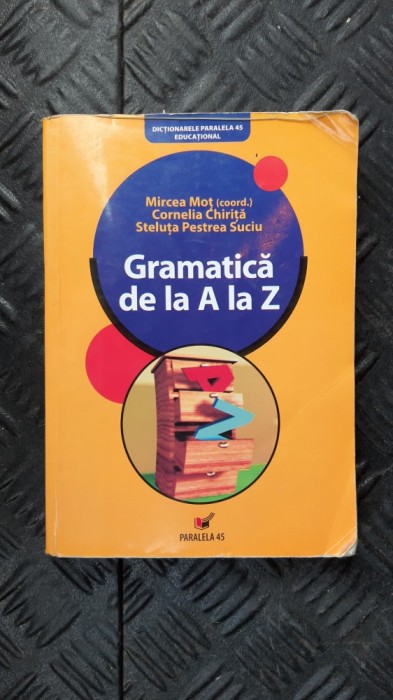 DICȚIONARELE PARALELA 45
EDUCAȚIONAL
Mircea Moț (coord.)
Cornelia Chiriță
Steluța Pestrea Suciu
Gramatică
de la A la Z
A
Z
PARALELA 45